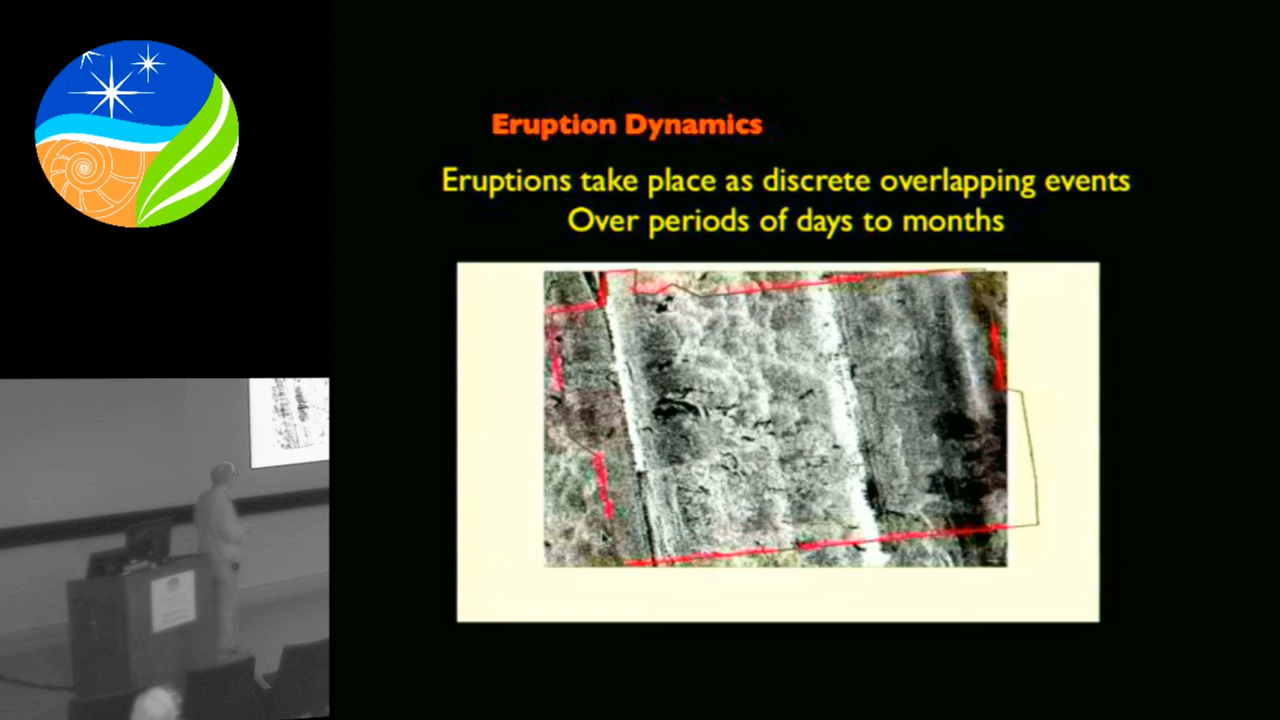 Eruption Dynamics
Eruptions take place as discrete overlapping events
Over periods of days to months